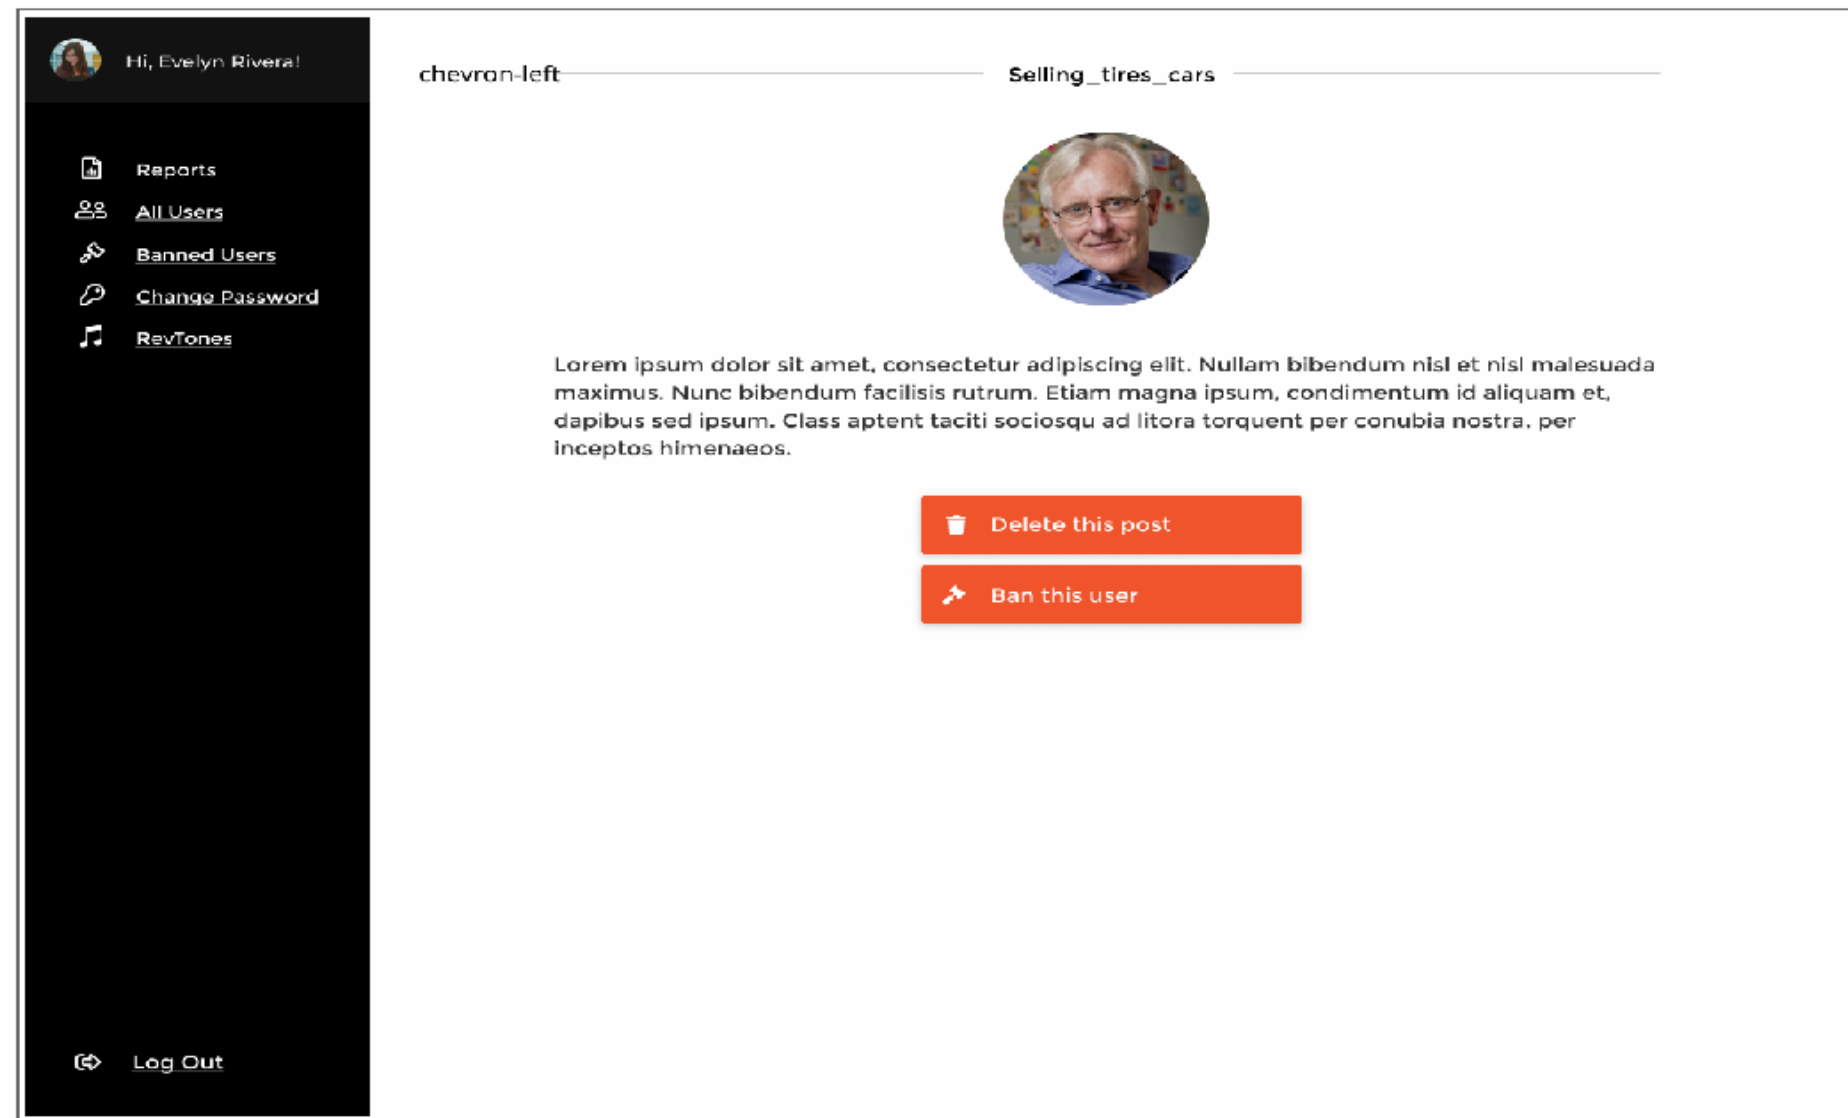 Hi, Evelyn Rivera!
Reports
All Users
Banned Users
Change Password
RevTones
Log Out
chevron-left
Selling_tires_cars
Lorem ipsum dolor sit amet, consectetur adipiscing elit. Nullam bibendum nisl et nisl malesuada
maximus. Nunc bibendum facilisis rutrum. Etiam magna ipsum, condimentum id aliquam et,
dapibus sed ipsum. Class aptent taciti sociosqu ad litora torquent per conubia nostra, per
inceptos himenaeos.
Delete this post
Ban this user